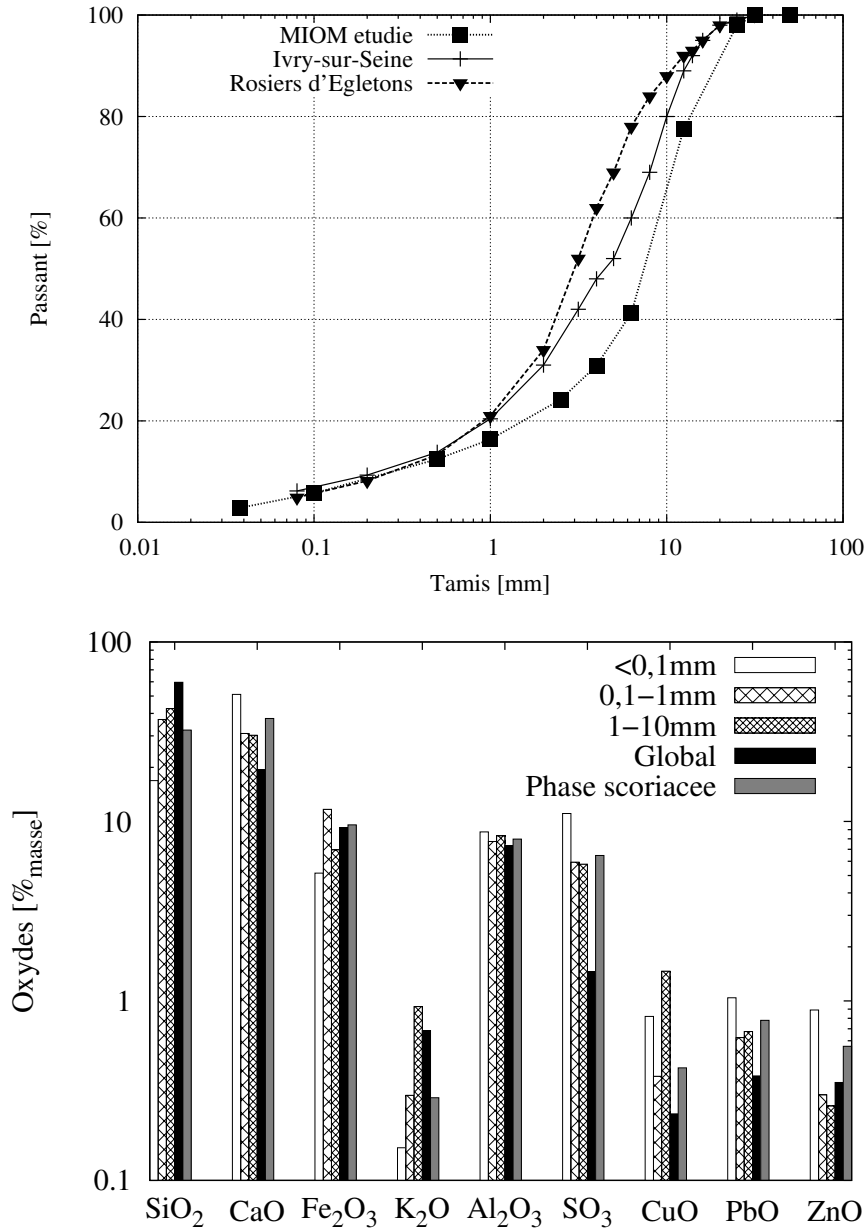 100
80
60
40
20
0
Passant [%]
MIOM etudie
Ivry-sur-Seine
Rosiers d'Egletons
0.01 0.1 1 10 100
Tamis [mm]
100
10
1
0.1
Oxydes [%masse]
<0,1mm
0,1−1mm
1−10mm
Global
Phase scoriacee
SiO2 CaO Fe2O3 K2O Al2O3 SO3 CuO PbO ZnO